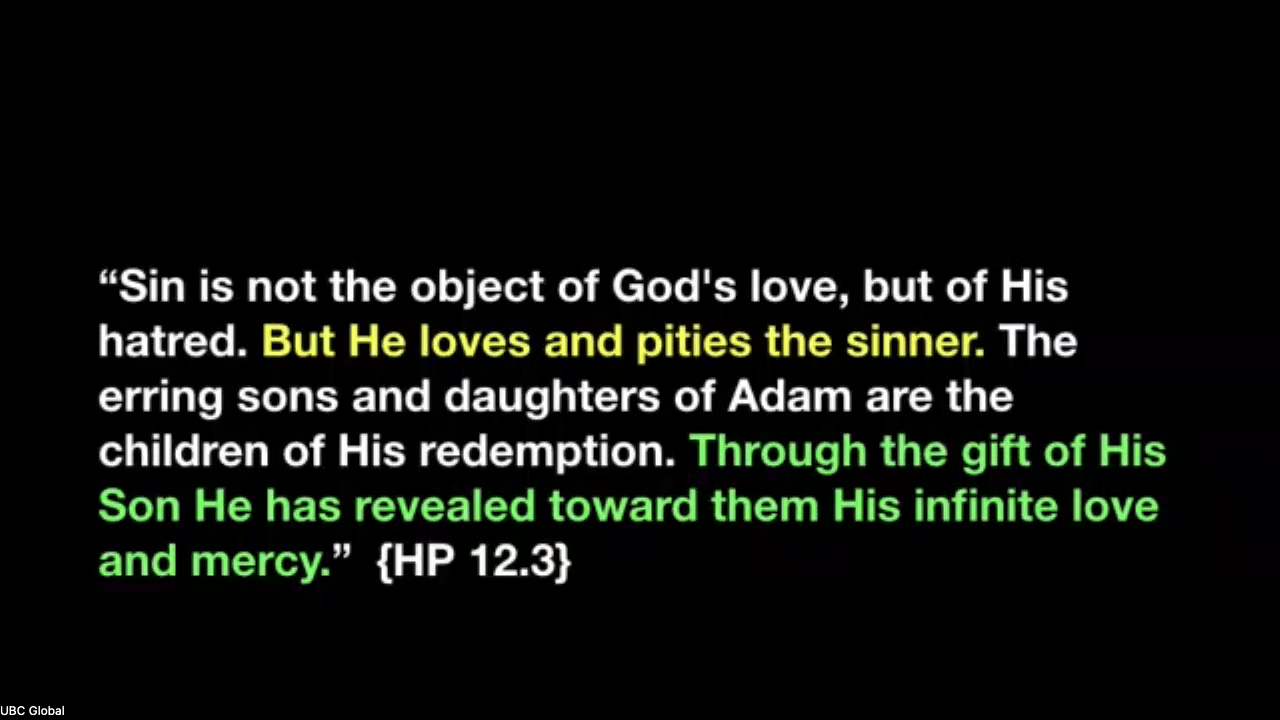 “Sin is not the object of God's love, but of His
hatred. But He loves and pities the sinner. The
erring sons and daughters of Adam are the
children of His redemption. Through the gift of His
Son He has revealed toward them His infinite love
and mercy.”  {HP 12.3}
UBC Global